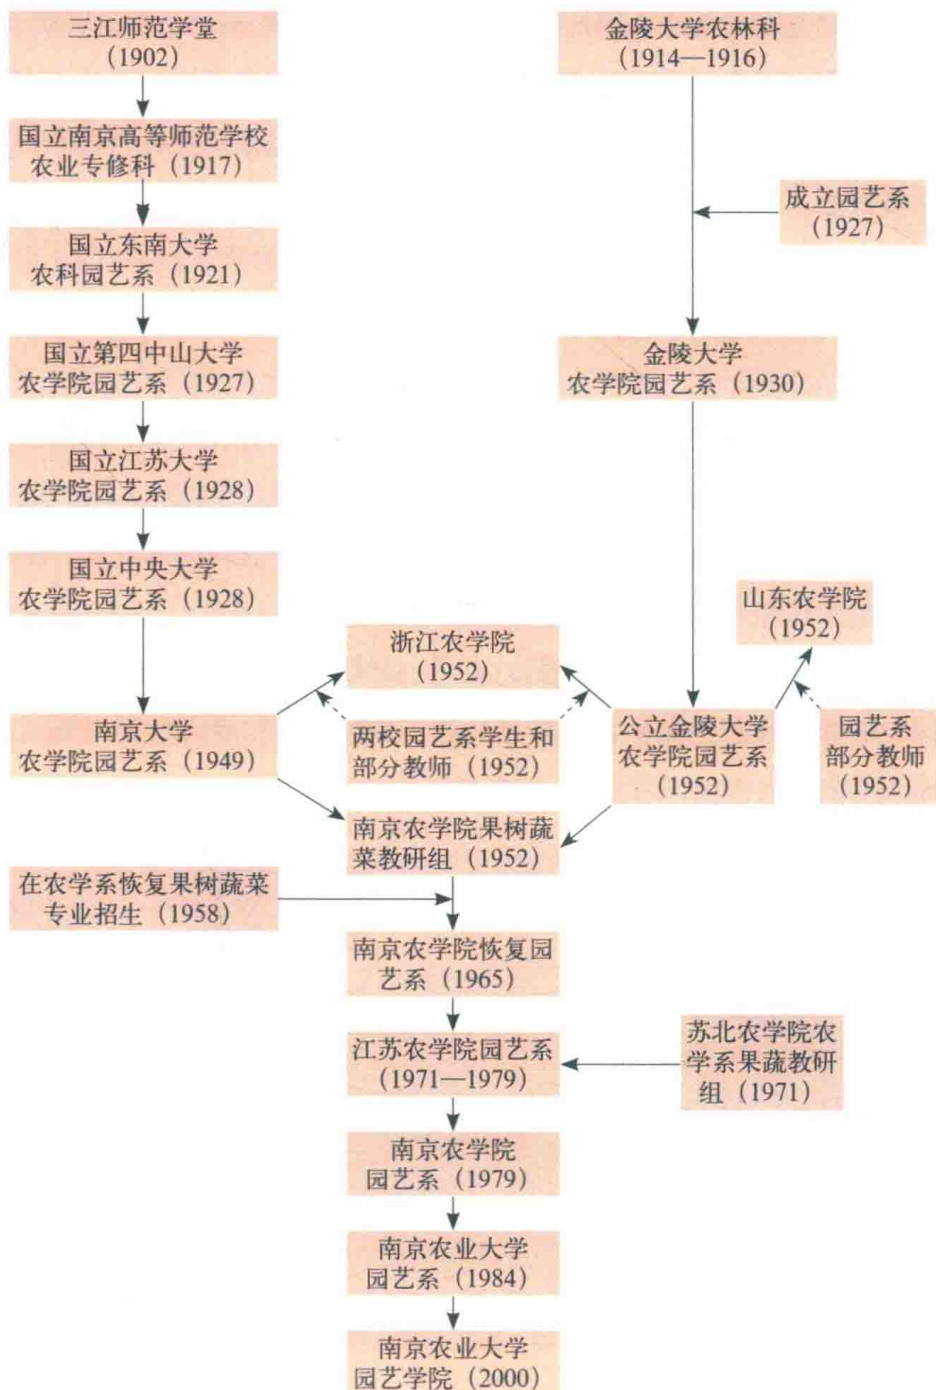 三江师范学堂
(1902)
金陵大学农林科
(1914—1916)
国立南京高等师范学校
农业专修科（1917）
成立园艺系
(1927)
国立东南大学
农科园艺系（1921）
国立第四中山大学
农学院园艺系（1927）
金陵大学
农学院园艺系（1930）
国立江苏大学
农学院园艺系（1928）
国立中央大学
农学院园艺系（1928）
山东农学院
(1952)
浙江农学院
(1952)
南京大学
农学院园艺系（1949）
两校园艺系学生和
部分教师（1952）
公立金陵大学
农学院园艺系
(1952)
园艺系
部分教师
(1952)
南京农学院果树蔬
菜教研组（1952）
在农学系恢复果树蔬菜
专业招生（1958）
南京农学院恢复园
艺系（1965）
江苏农学院园艺系
(1971—1979)
苏北农学院农
学系果蔬教研
组（1971）
南京农学院
园艺系（1979）
南京农业大学
园艺系（1984）
南京农业大学
园艺学院（2000）